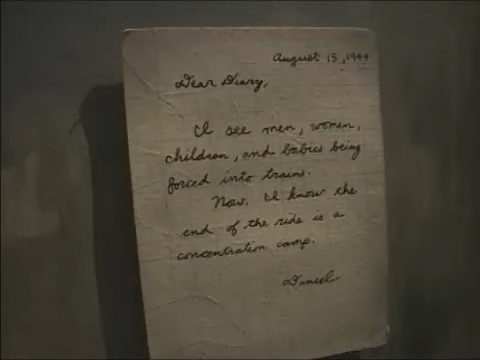 August 15, 1944
Dear Diary,
I see men, women,
children, and babies being
forced into trains.
Now. I know the
end of the ride is a
concentration camp.
Daniel